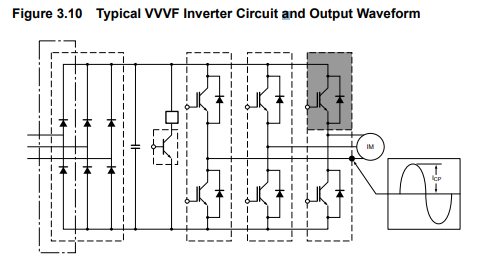 Figure 3.10 Typical VVVF Inverter Circuit and Output Waveform
IM
ICP